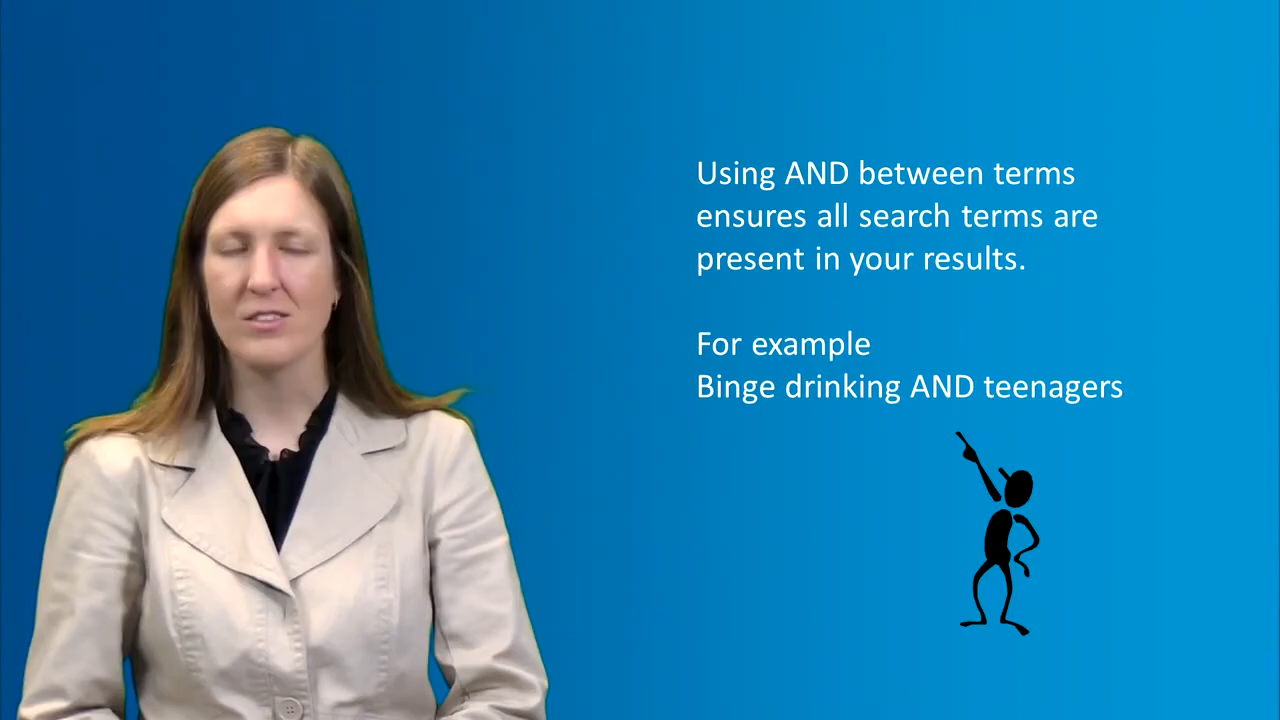 Using AND between terms
ensures all search terms are
present in your results.
For example
Binge drinking AND teenagers